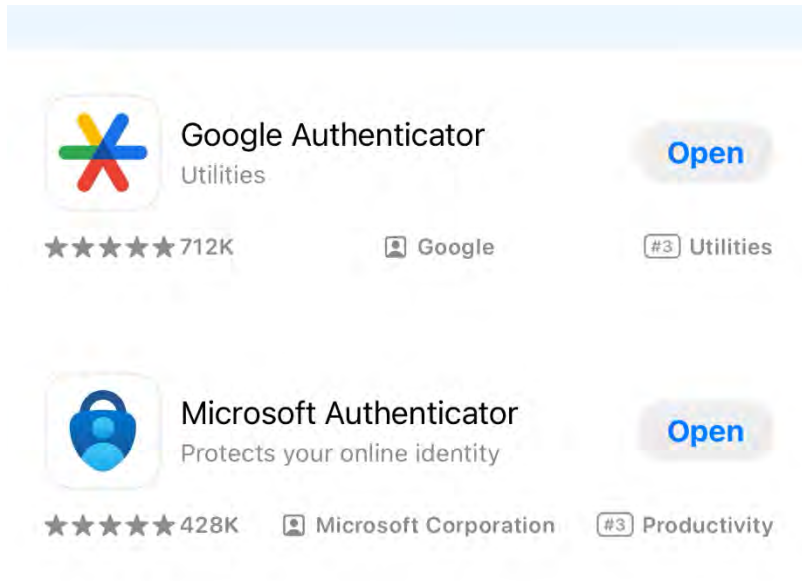 Google Authenticator
Utilities
Open
712K
Google
#3 Utilities
Microsoft Authenticator
Protects your online identity
Open
428K
Microsoft Corporation
#3 Productivity